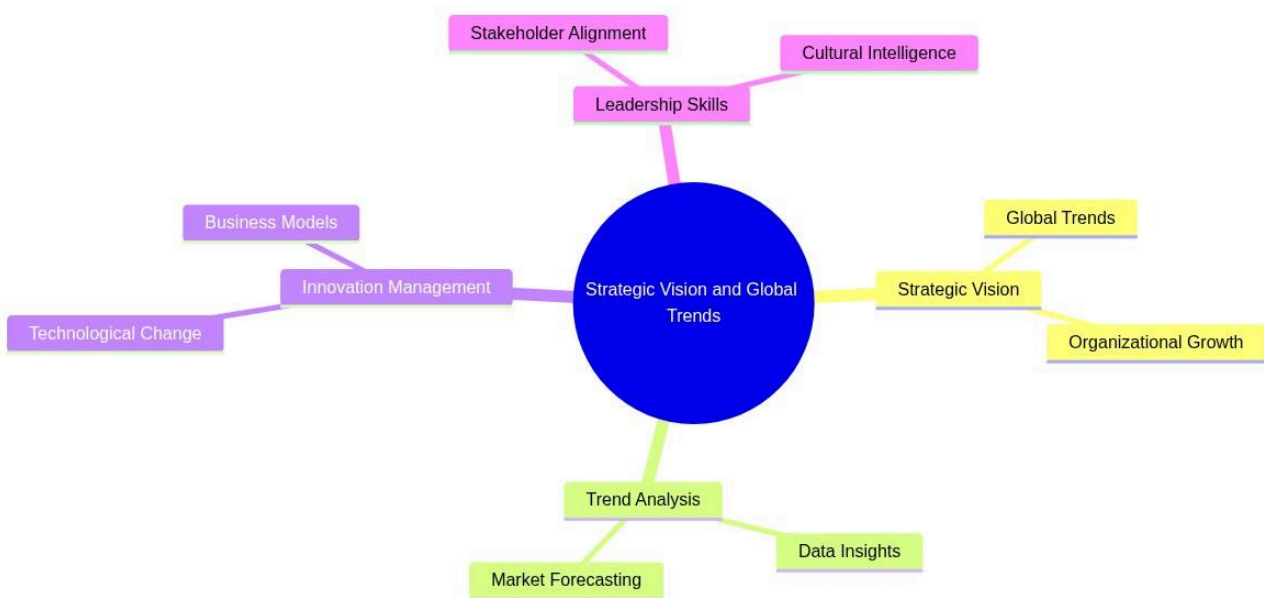 Stakeholder Alignment
Cultural Intelligence
Leadership Skills
Business Models
Global Trends
Innovation Management
Strategic Vision and Global
Trends
Strategic Vision
Technological Change
Organizational Growth
Trend Analysis
Data Insights
Market Forecasting